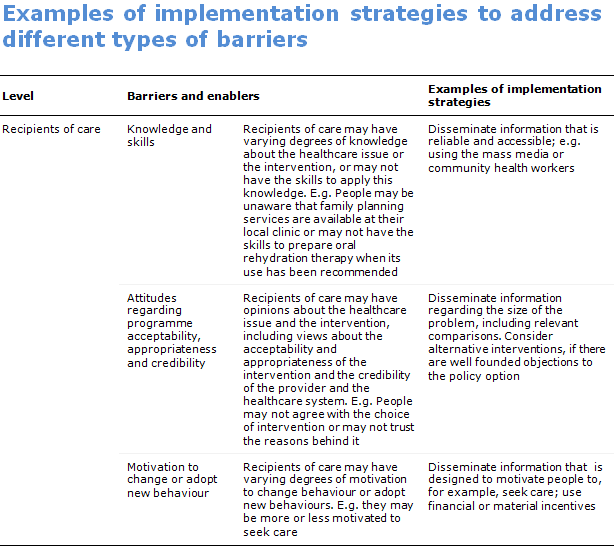 Examples of implementation strategies to address
different types of barriers
Level
Barriers and enablers
Examples of implementation
strategies
Recipients of care
Knowledge and
skills
Recipients of care may have
varying degrees of knowledge
about the healthcare issue or
the intervention, or may not
have the skills to apply this
knowledge. E.g. People may be
unaware that family planning
services are available at their
local clinic or may not have the
skills to prepare oral
rehydration therapy when its
use has been recommended
Disseminate information that is
reliable and accessible; e.g.
using the mass media or
community health workers
Attitudes
regarding
programme
acceptability,
appropriateness
and credibility
Recipients of care may have
opinions about the healthcare
issue and the intervention,
including views about the
acceptability and
appropriateness of the
intervention and the credibility
of the provider and the
healthcare system. E.g. People
may not agree with the choice
of intervention or may not trust
the reasons behind it
Disseminate information
regarding the size of the
problem, including relevant
comparisons. Consider
alternative interventions, if there
are well founded objections to
the policy option
Motivation to
change or adopt
new behaviour
Recipients of care may have
varying degrees of motivation
to change behaviour or adopt
new behaviours. E.g. they may
be more or less motivated to
seek care
Disseminate information that is
designed to motivate people to,
for example, seek care; use
financial or material incentives